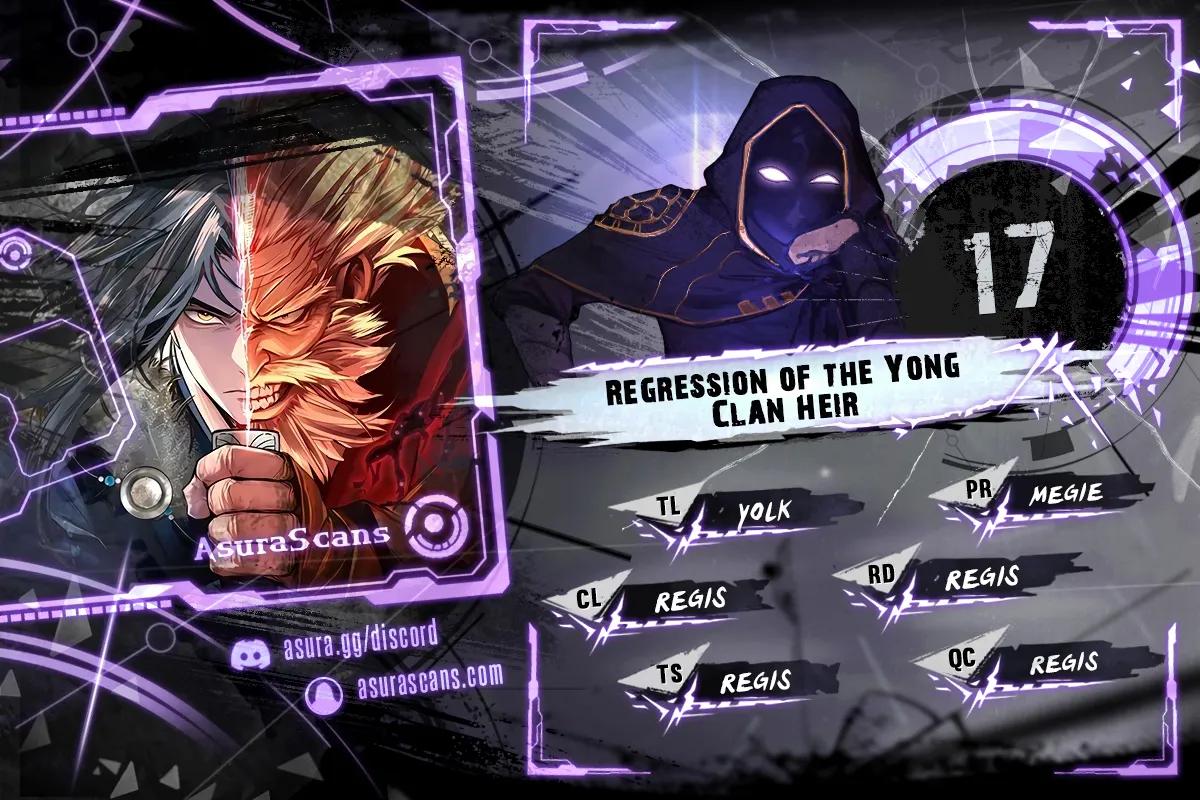 17
REGRESSION OF THE YONG
CLAN HEIR
TL YOLK
PR MEGIE
CL REGIS
RD REGIS
TS REGIS
QC REGIS
AsuraScans
asura.gg/discord
asurascans.com